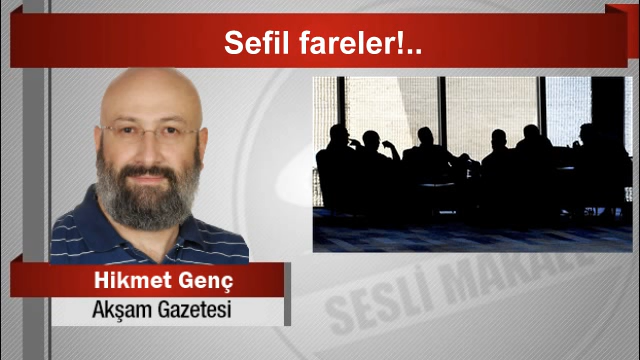 Sefil fareler!..
Hikmet Genç
Akşam Gazetesi
SESLİ MAKALE